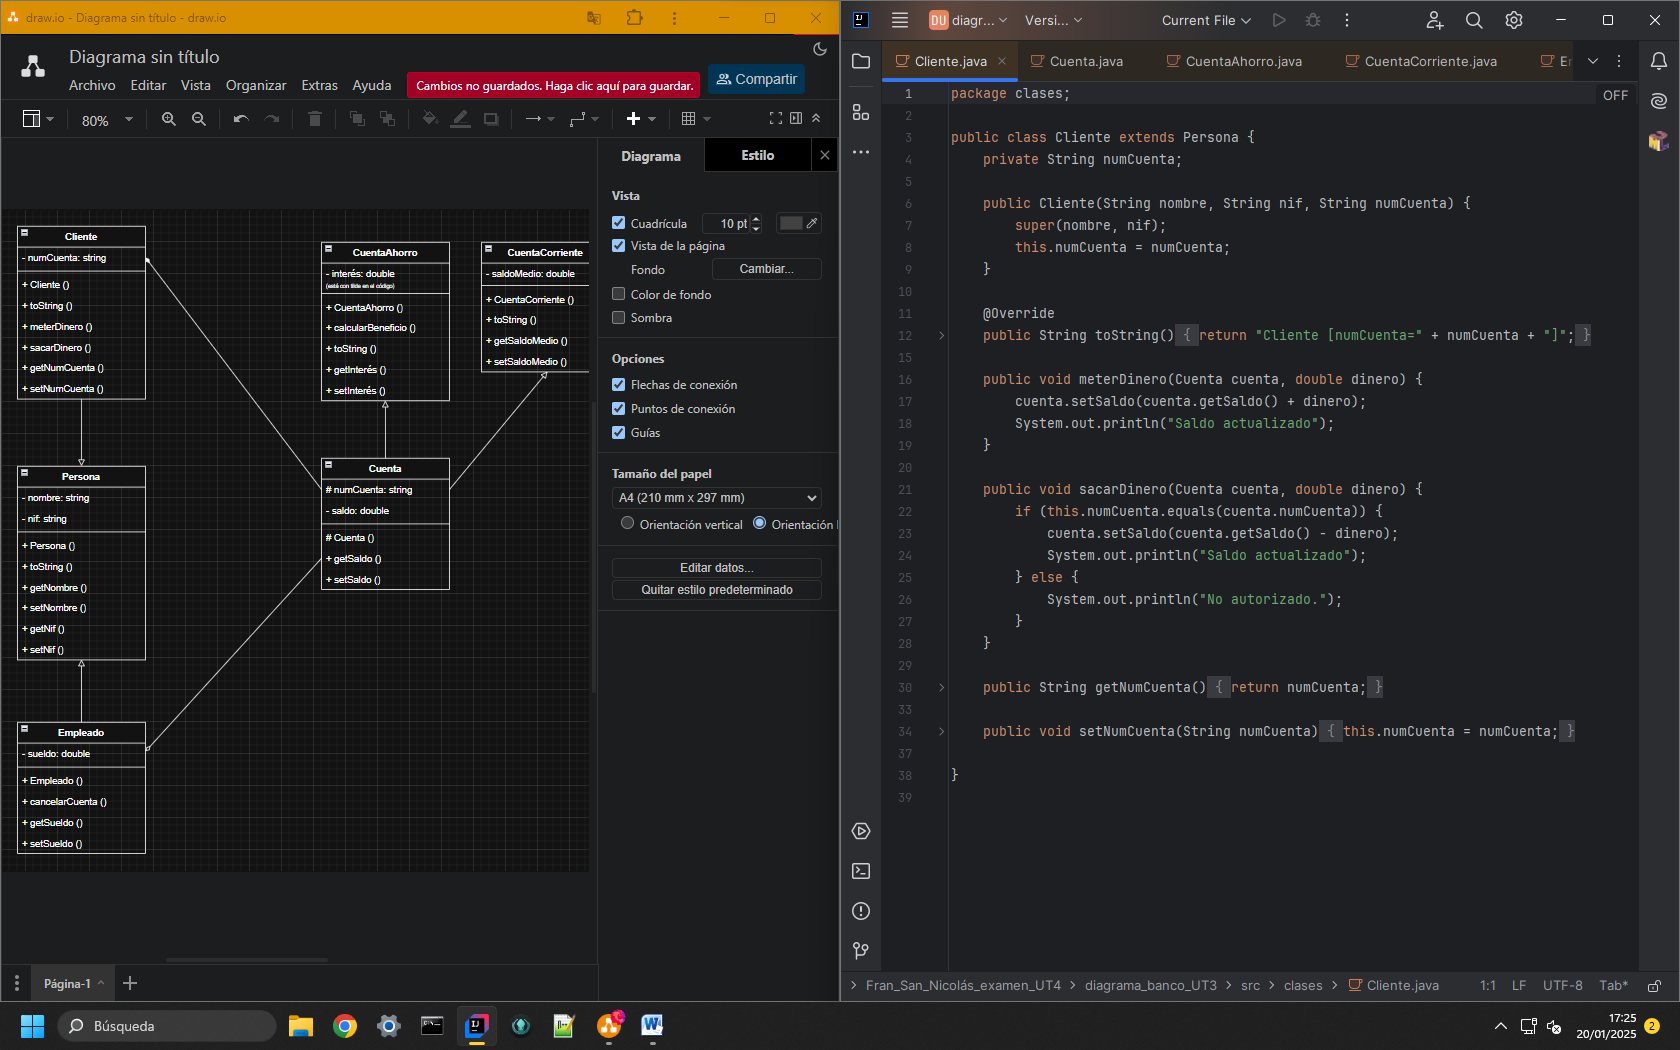 draw.io - Diagrama sin título - draw.io
Diagrama sin título
Archivo Editar Vista Organizar Extras Ayuda
Cambios no guardados. Haga clic aquí para guardar.
Compartir
80%
Cliente
- numCuenta: string
+ Cliente ()
+ toString ()
+ meterDinero ()
+ sacarDinero ()
+ getNumCuenta ()
+ setNumCuenta ()
CuentaAhorro
- interés: double
(está con tilde en el código)
+ CuentaAhorro ()
+ calcularBeneficio ()
+ toString ()
+ getInterés ()
+ setInterés ()
CuentaCorriente
- saldoMedio: double
+ CuentaCorriente ()
+ toString ()
+ getSaldoMedio ()
+ setSaldoMedio ()
Persona
- nombre: string
- nif: string
+ Persona ()
+ toString ()
+ getNombre ()
+ setNombre ()
+ getNif ()
+ setNif ()
Cuenta
# numCuenta: string
- saldo: double
# Cuenta ()
+ getSaldo ()
+ setSaldo ()
Empleado
- sueldo: double
+ Empleado ()
+ cancelarCuenta ()
+ getSueldo ()
+ setSueldo ()
Diagrama Estilo
Vista
Cuadrícula 10 pt
Vista de la página
Fondo Cambiar...
Color de fondo
Sombra
Opciones
Flechas de conexión
Puntos de conexión
Guías
Tamaño del papel
A4 (210 mm x 297 mm)
Orientación vertical Orientación
Editar datos...
Quitar estilo predeterminado
Página-1
DU diagr... Versi... Current File
Cliente.java Cuenta.java CuentaAhorro.java CuentaCorriente.java
OFF
1 package clases;
2
3 public class Cliente extends Persona {
4 private String numCuenta;
5
6 public Cliente(String nombre, String nif, String numCuenta) {
7 super(nombre, nif);
8 this.numCuenta = numCuenta;
9 }
10
11 @Override
12 public String toString() { return "Cliente [numCuenta=" + numCuenta + "]"; }
15
16 public void meterDinero(Cuenta cuenta, double dinero) {
17 cuenta.setSaldo(cuenta.getSaldo() + dinero);
18 System.out.println("Saldo actualizado");
19 }
20
21 public void sacarDinero(Cuenta cuenta, double dinero) {
22 if (this.numCuenta.equals(cuenta.numCuenta)) {
23 cuenta.setSaldo(cuenta.getSaldo() - dinero);
24 System.out.println("Saldo actualizado");
25 } else {
26 System.out.println("No autorizado.");
27 }
28 }
29
30 public String getNumCuenta() { return numCuenta; }
33
34 public void setNumCuenta(String numCuenta) { this.numCuenta = numCuenta; }
37
38 }
39
Fran_San_Nicolás_examen_UT4 > diagrama_banco_UT3 > src > clases > Cliente.java
1:1 LF UTF-8 Tab*
Búsqueda
17:25
20/01/2025
2